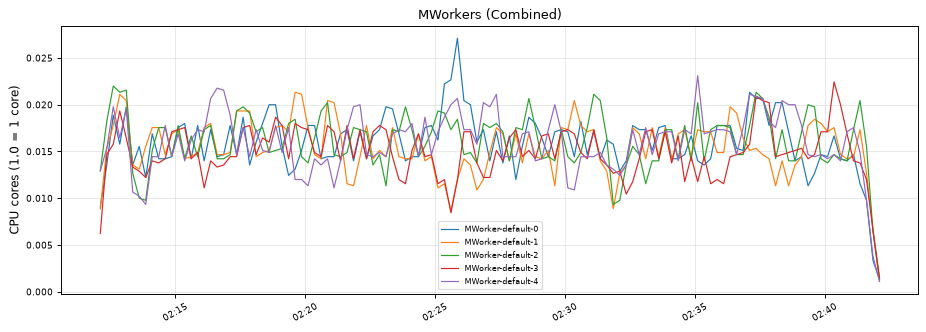 MWorkers (Combined)
CPU cores (1.0 = 1 core)
0.025
0.020
0.015
0.010
0.005
0.000
MWorker-default-0
MWorker-default-1
MWorker-default-2
MWorker-default-3
MWorker-default-4
02:15
02:20
02:25
02:30
02:35
02:40